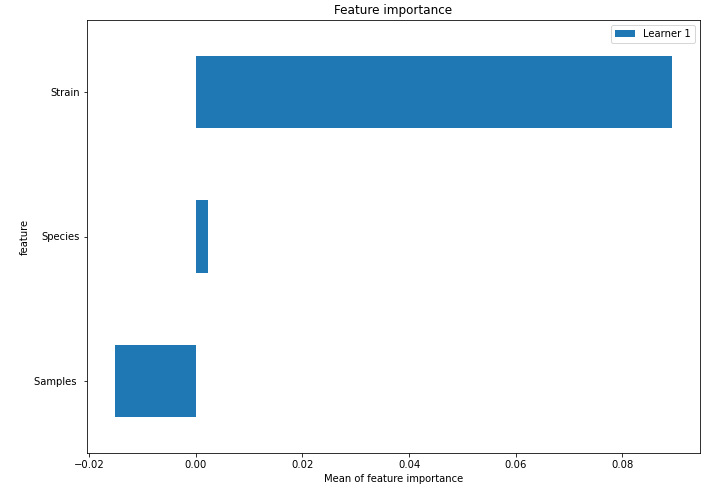 Feature importance
Learner 1
Strain
Species
Samples
feature
−0.02 0.00 0.02 0.04 0.06 0.08
Mean of feature importance